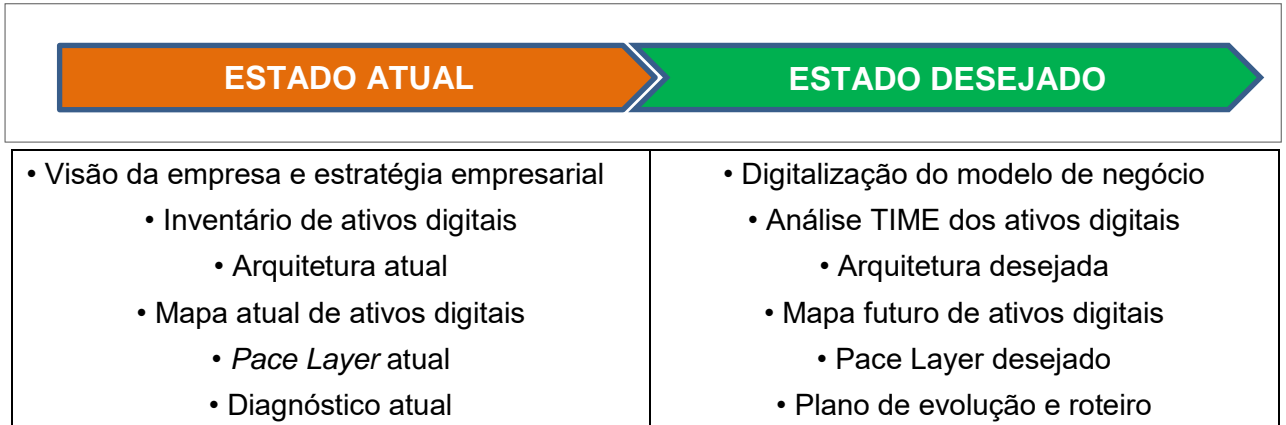 ESTADO ATUAL
ESTADO DESEJADO
• Visão da empresa e estratégia empresarial
• Inventário de ativos digitais
• Arquitetura atual
• Mapa atual de ativos digitais
• Pace Layer atual
• Diagnóstico atual
• Digitalização do modelo de negócio
• Análise TIME dos ativos digitais
• Arquitetura desejada
• Mapa futuro de ativos digitais
• Pace Layer desejado
• Plano de evolução e roteiro